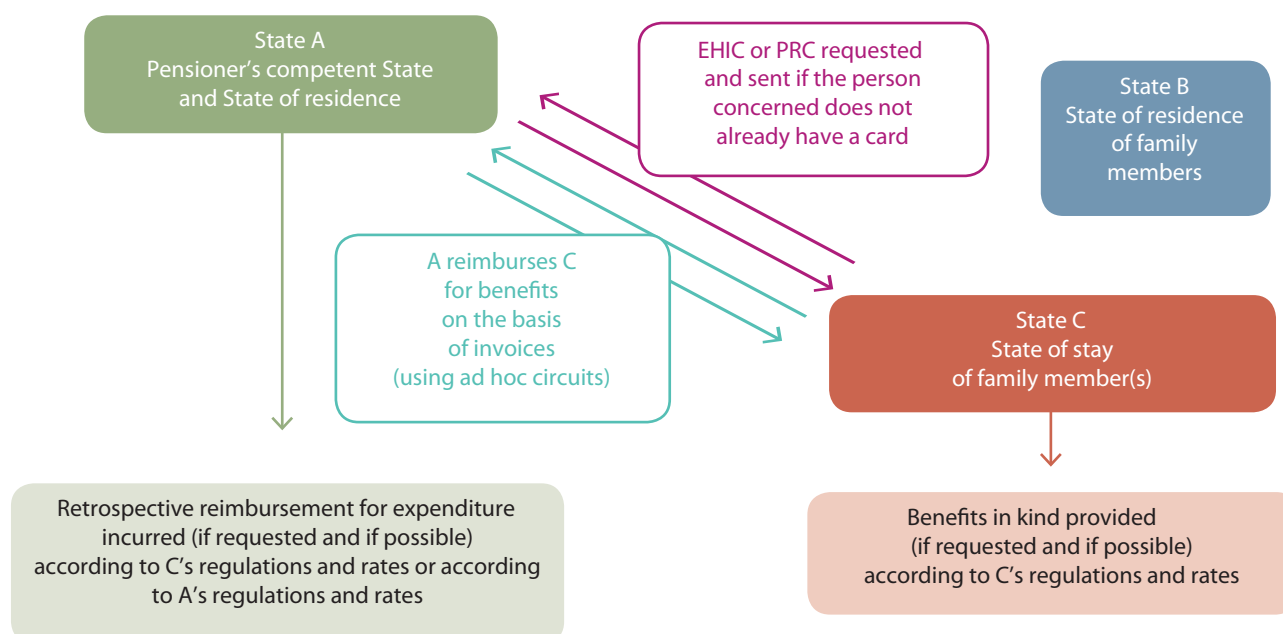 State A
Pensioner’s competent State
and State of residence
EHIC or PRC requested
and sent if the person
concerned does not
already have a card
State B
State of residence
of family
members
A reimburses C
for benefits
on the basis
of invoices
(using ad hoc circuits)
State C
State of stay
of family member(s)
Retrospective reimbursement for expenditure
incurred (if requested and if possible)
according to C’s regulations and rates or according
to A’s regulations and rates
Benefits in kind provided
(if requested and if possible)
according to C’s regulations and rates